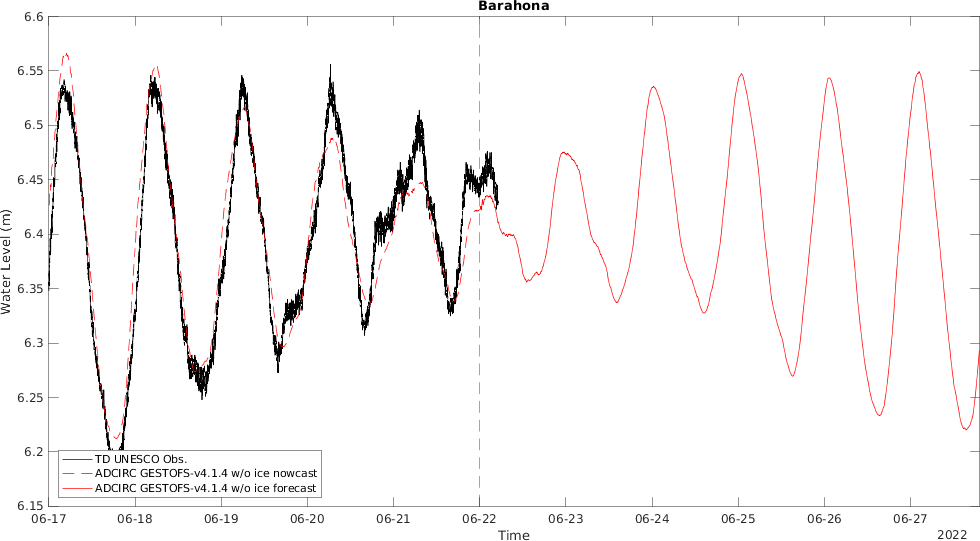 Barahona
6.6
6.55
6.5
6.45
6.4
6.35
6.3
6.25
6.2
6.15
Water Level (m)
TD UNESCO Obs.
ADCIRC GESTOFS-v4.1.4 w/o ice nowcast
ADCIRC GESTOFS-v4.1.4 w/o ice forecast
06-17 06-18 06-19 06-20 06-21 06-22 06-23 06-24 06-25 06-26 06-27
Time
2022